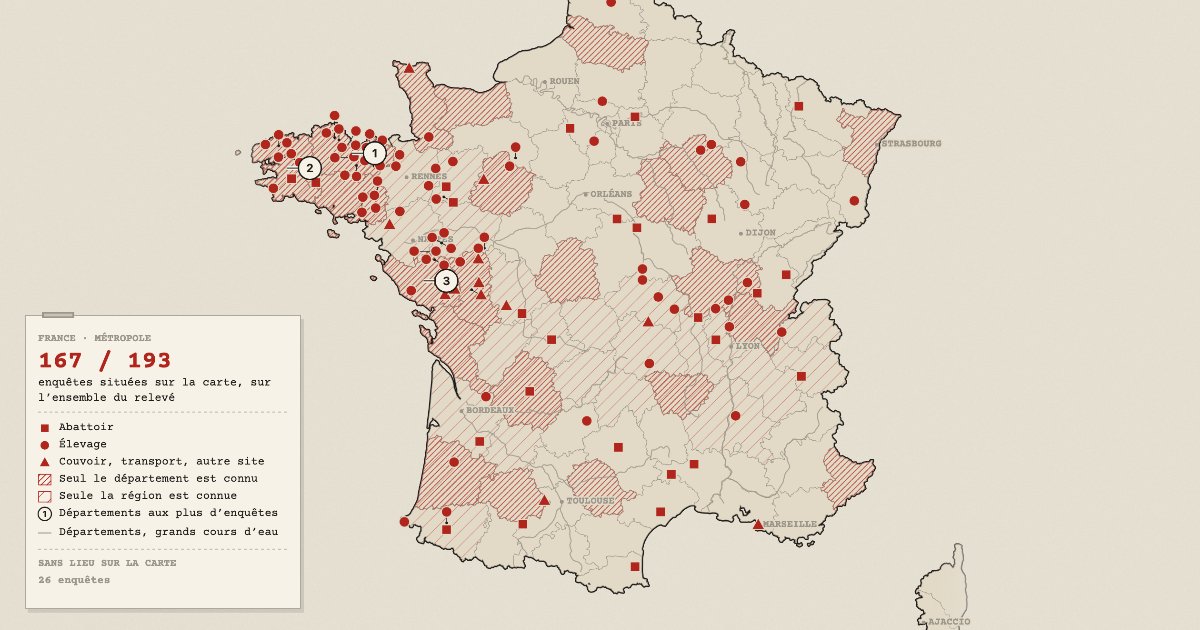 ROUEN
PARIS
STRASBOURG
1
2
RENNES
ORLÉANS
DIJON
NANTES
3
LYON
BORDEAUX
TOULOUSE
MARSEILLE
AJACCIO
FRANCE · MÉTROPOLE
167 / 193
enquêtes situées sur la carte, sur
l’ensemble du relevé
Abattoir
Élevage
Couvoir, transport, autre site
Seul le département est connu
Seule la région est connue
1 Départements aux plus d’enquêtes
Départements, grands cours d’eau
SANS LIEU SUR LA CARTE
26 enquêtes